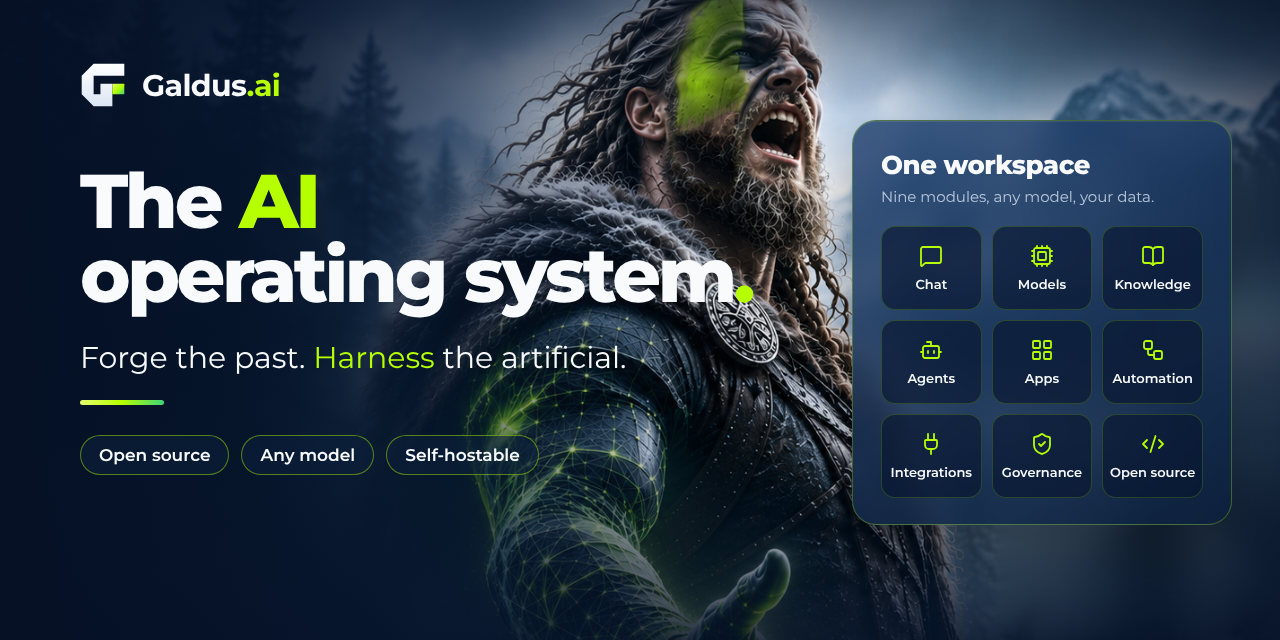 Galdus.ai
The AI
operating system.
Forge the past. Harness the artificial.
Open source
Any model
Self-hostable
One workspace
Nine modules, any model, your data.
Chat
Models
Knowledge
Agents
Apps
Automation
Integrations
Governance
Open source